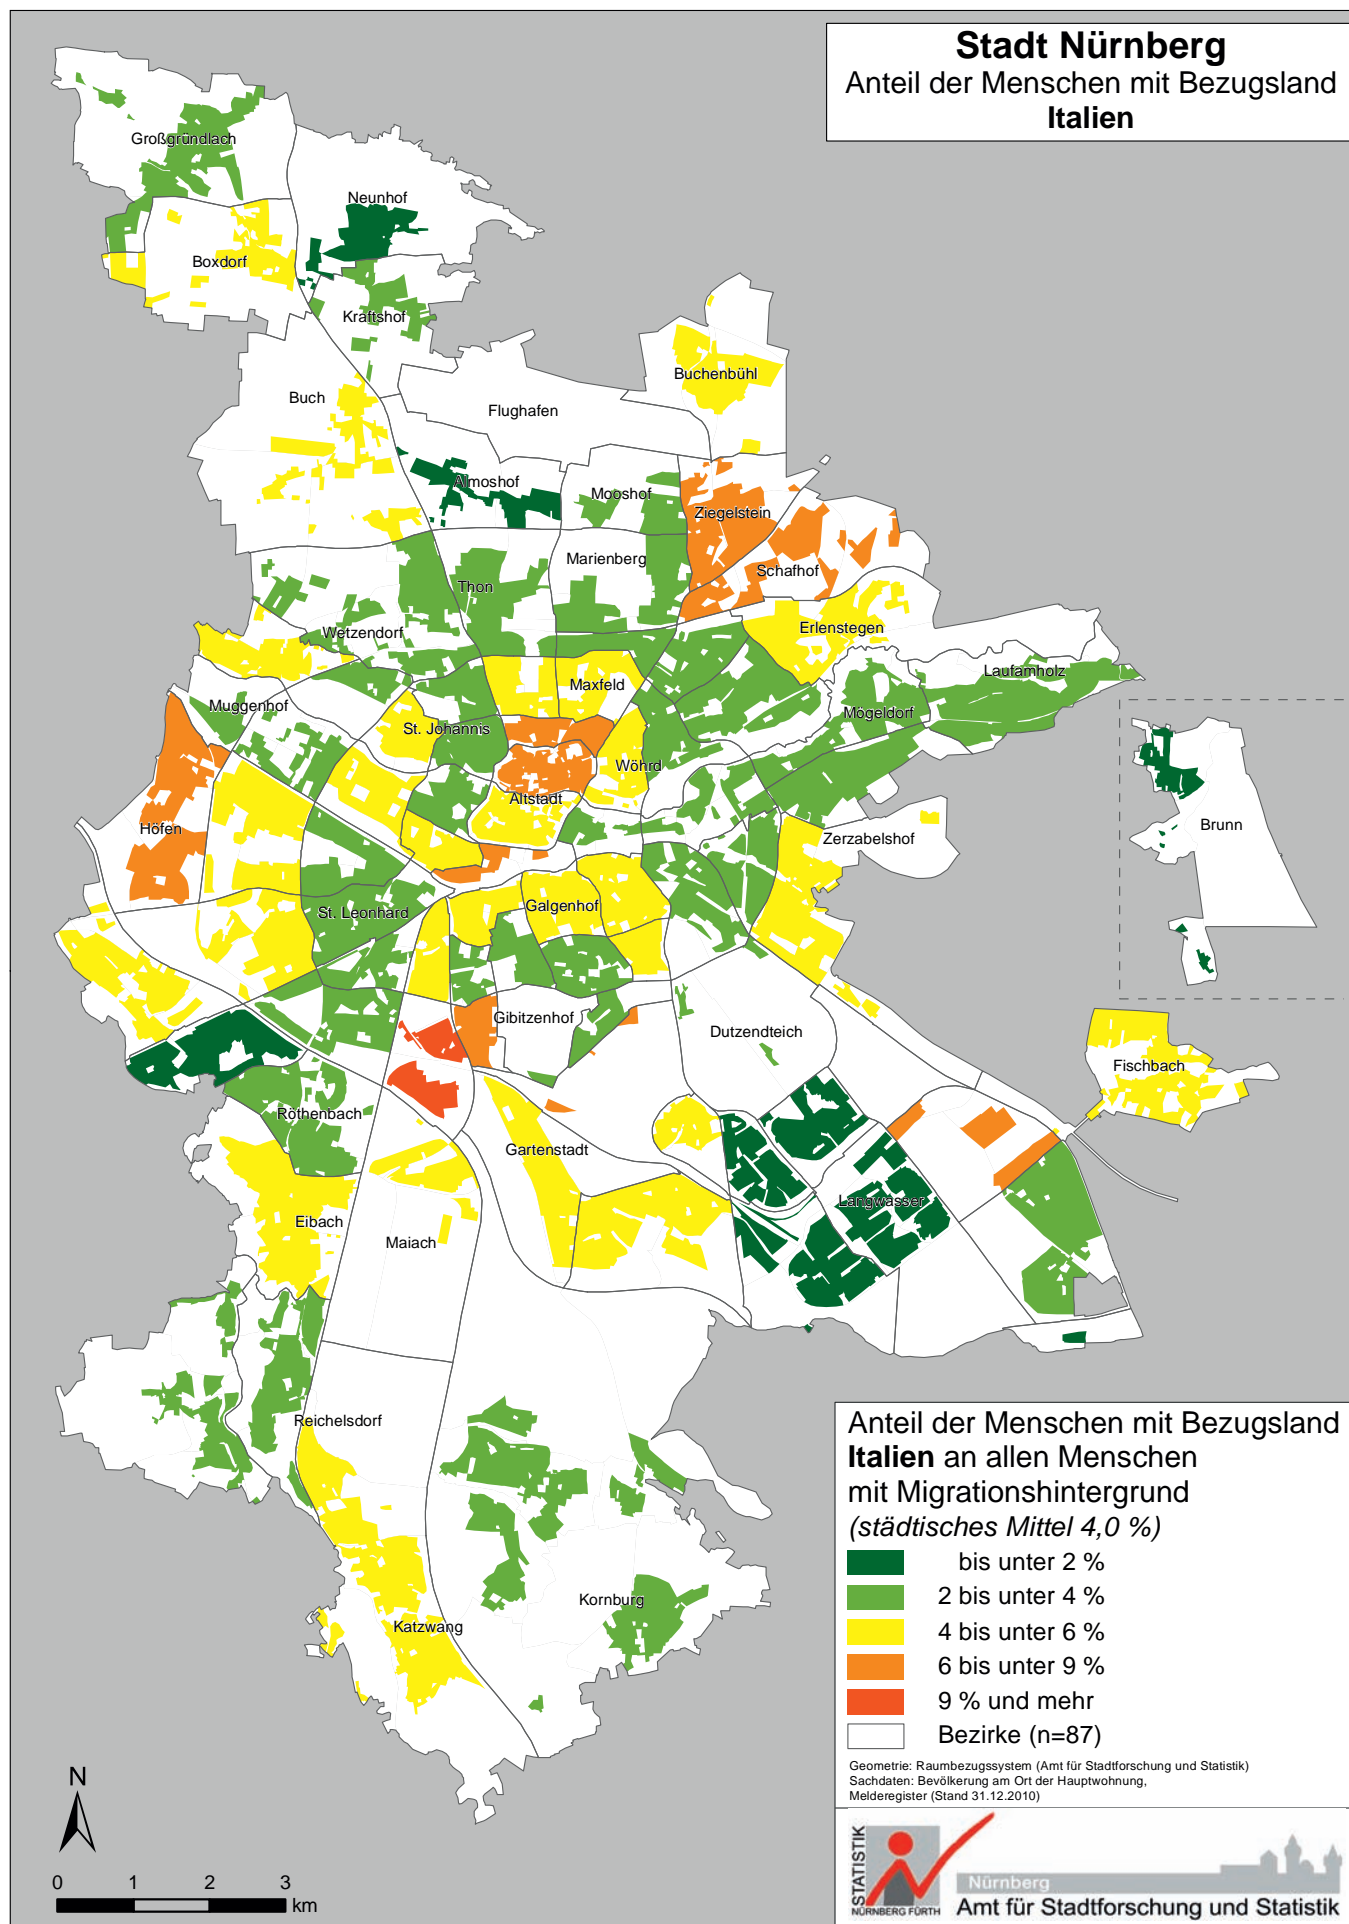 Stadt Nürnberg
Anteil der Menschen mit Bezugsland
Italien
Großgründlach
Neunhof
Boxdorf
Kraftshof
Buchenbühl
Buch
Flughafen
Almoshof
Mooshof
Ziegelstein
Marienberg
Schafhof
Thon
Wetzendorf
Erlenstegen
Laufamholz
Maxfeld
Muggenhof
Mögeldorf
St. Johannis
Wöhrd
Altstadt
Höfen
Zerzabelshof
Brunn
St. Leonhard
Galgenhof
Gibitzenhof
Dutzendteich
Fischbach
Röthenbach
Gartenstadt
Langwasser
Eibach
Maiach
Reichelsdorf
Kornburg
Katzwang
Anteil der Menschen mit Bezugsland
Italien an allen Menschen
mit Migrationshintergrund
(städtisches Mittel 4,0 %)
bis unter 2 %
2 bis unter 4 %
4 bis unter 6 %
6 bis unter 9 %
9 % und mehr
Bezirke (n=87)
Geometrie: Raumbezugssystem (Amt für Stadtforschung und Statistik)
Sachdaten: Bevölkerung am Ort der Hauptwohnung,
Melderegister (Stand 31.12.2010)
N
0 1 2 3
km
STATISTIK
NÜRNBERG FÜRTH
Nürnberg
Amt für Stadtforschung und Statistik